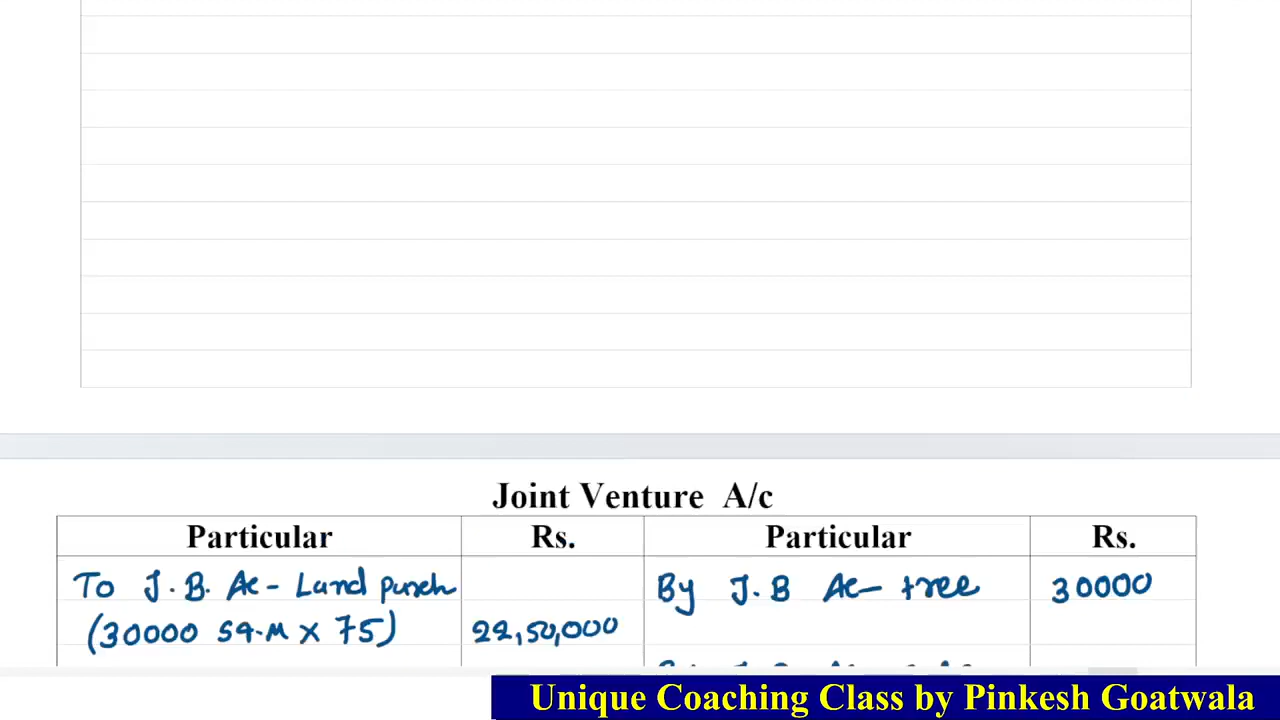 Joint Venture A/c
Particular Rs. Particular Rs.
To J.B. Ac - Land purch By J.B Ac - tree 30000
(30000 sq.M x 75) 22,50,000
Unique Coaching Class by Pinkesh Goatwala